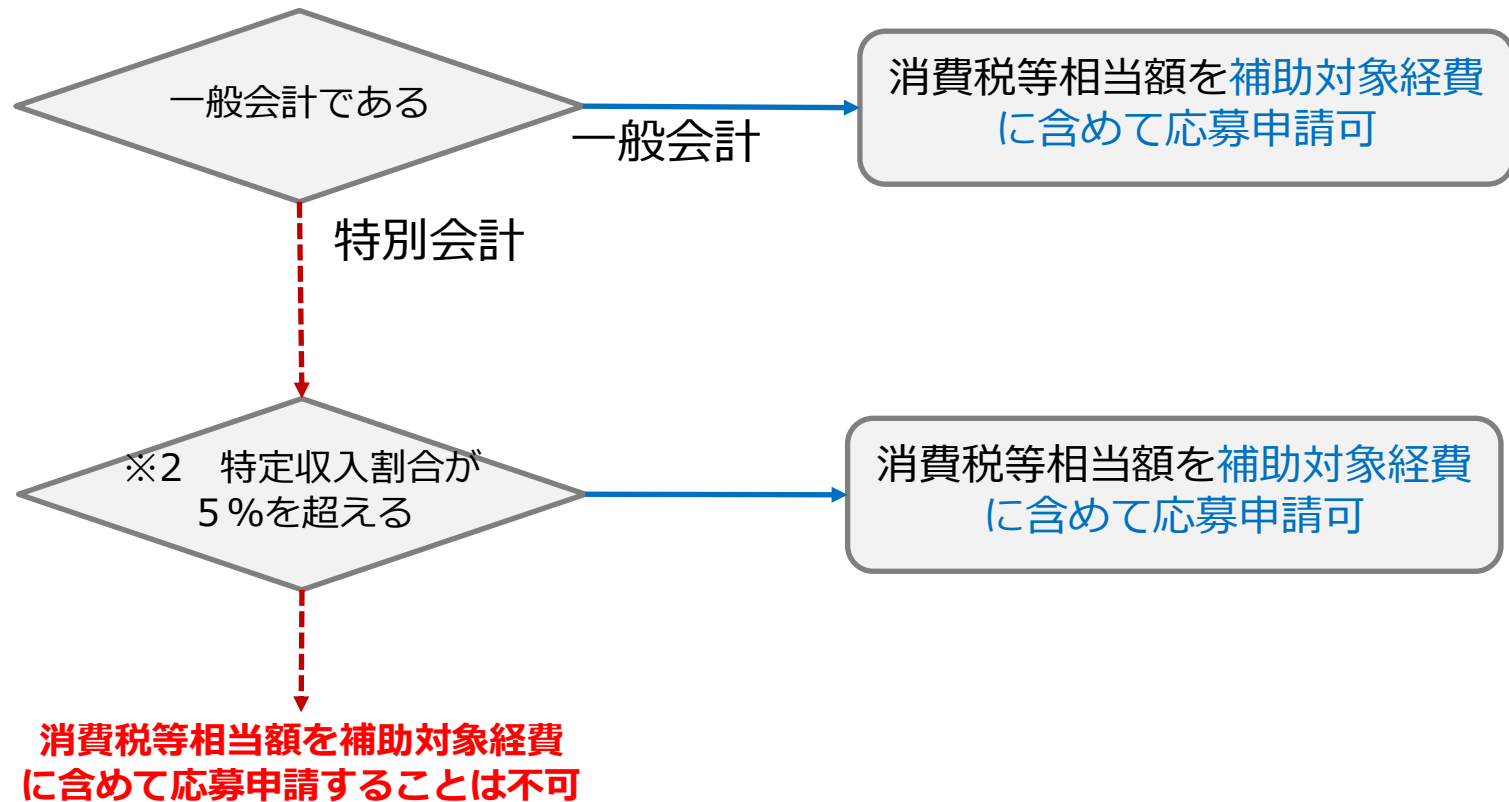 一般会計である
消費税等相当額を補助対象経費
に含めて応募申請可
一般会計
特別会計
※2　特定収入割合が
５%を超える
消費税等相当額を補助対象経費
に含めて応募申請可
消費税等相当額を補助対象経費
に含めて応募申請することは不可